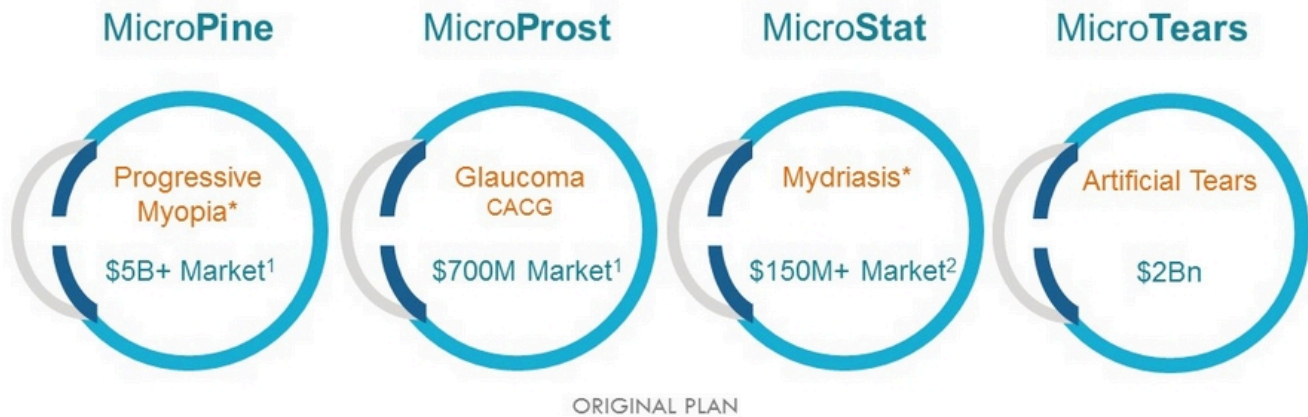 MicroPine MicroProst MicroStat MicroTears
Progressive Myopia*
$5B+ Market¹
Glaucoma
CACG
$700M Market¹
Mydriasis*
$150M+ Market²
Artificial Tears
$2Bn
ORIGINAL PLAN